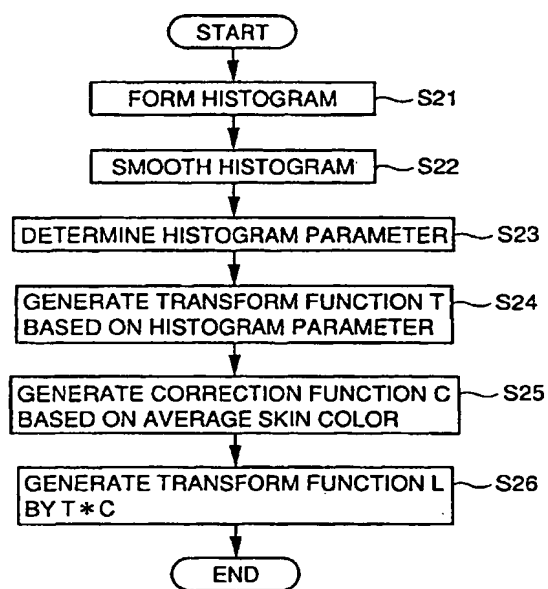 START
FORM HISTOGRAM S21
SMOOTH HISTOGRAM S22
DETERMINE HISTOGRAM PARAMETER S23
GENERATE TRANSFORM FUNCTION T S24
BASED ON HISTOGRAM PARAMETER
GENERATE CORRECTION FUNCTION C S25
BASED ON AVERAGE SKIN COLOR
GENERATE TRANSFORM FUNCTION L S26
BY T * C
END